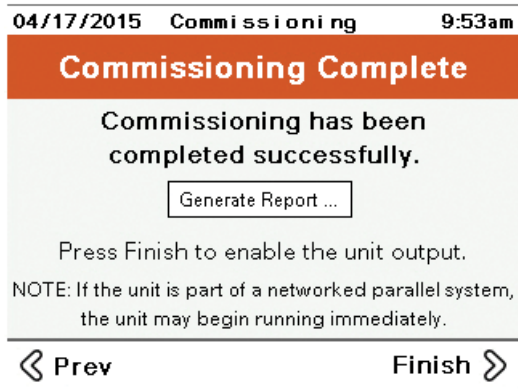 04/17/2015 Commissioning 9:53am
Commissioning Complete
Commissioning has been
completed successfully.
Generate Report ...
Press Finish to enable the unit output.
NOTE: If the unit is part of a networked parallel system,
the unit may begin running immediately.
Prev Finish